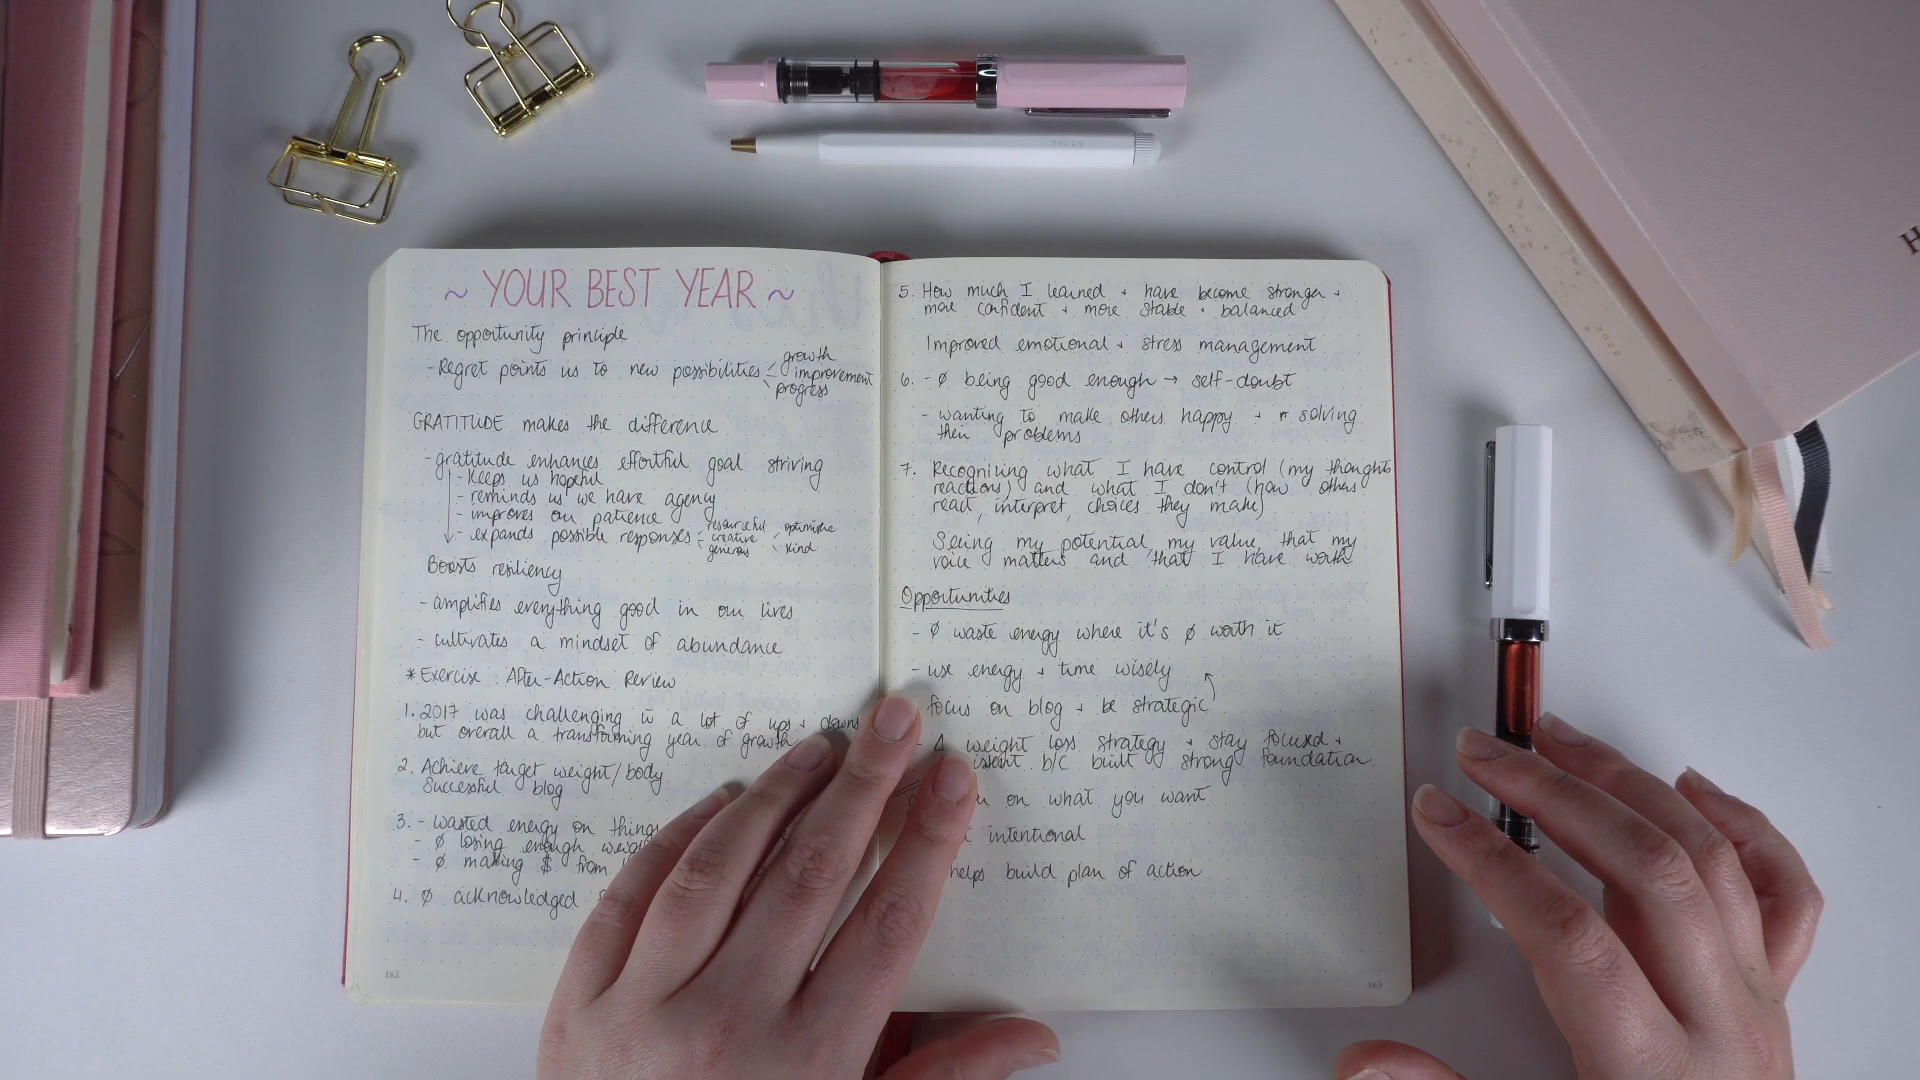 ~ YOUR BEST YEAR ~
The opportunity principle
- Regret points us to new possibilities
growth
improvement
progress
GRATITUDE makes the difference
- gratitude enhances effortful goal striving
- keeps us hopeful
- reminds us we have agency
- improves our patience
- expands possible responses
resourceful
creative
generous
optimistic
kind
Boosts resiliency
- amplifies everything good in our lives
- cultivates a mindset of abundance
* Exercise : After-Action Review
1. 2017 was challenging w a lot of ups + downs
but overall a transforming year of growth
2. Achieve target weight/body
Successful blog
3. - wasted energy on things
- ∅ losing enough
- ∅ making $ from
4. ∅ acknowledged
162
5. How much I learned + have become stronger +
more confident + more stable + balanced
Improved emotional + stress management
6. - ∅ being good enough → self-doubt
- wanting to make others happy + solving
their problems
7. Recognizing what I have control (my thoughts
reactions) and what I don't (how others
react, interpret, choices they make)
Seeing my potential, my value, that my
voice matters and that I have worth
Opportunities
- ∅ waste energy where it's ∅ worth it
- use energy + time wisely
focus on blog + be strategic
- Δ weight loss strategy + stay focused +
b/c built strong foundation
on what you want
intentional
helps build plan of action
163
2022
H